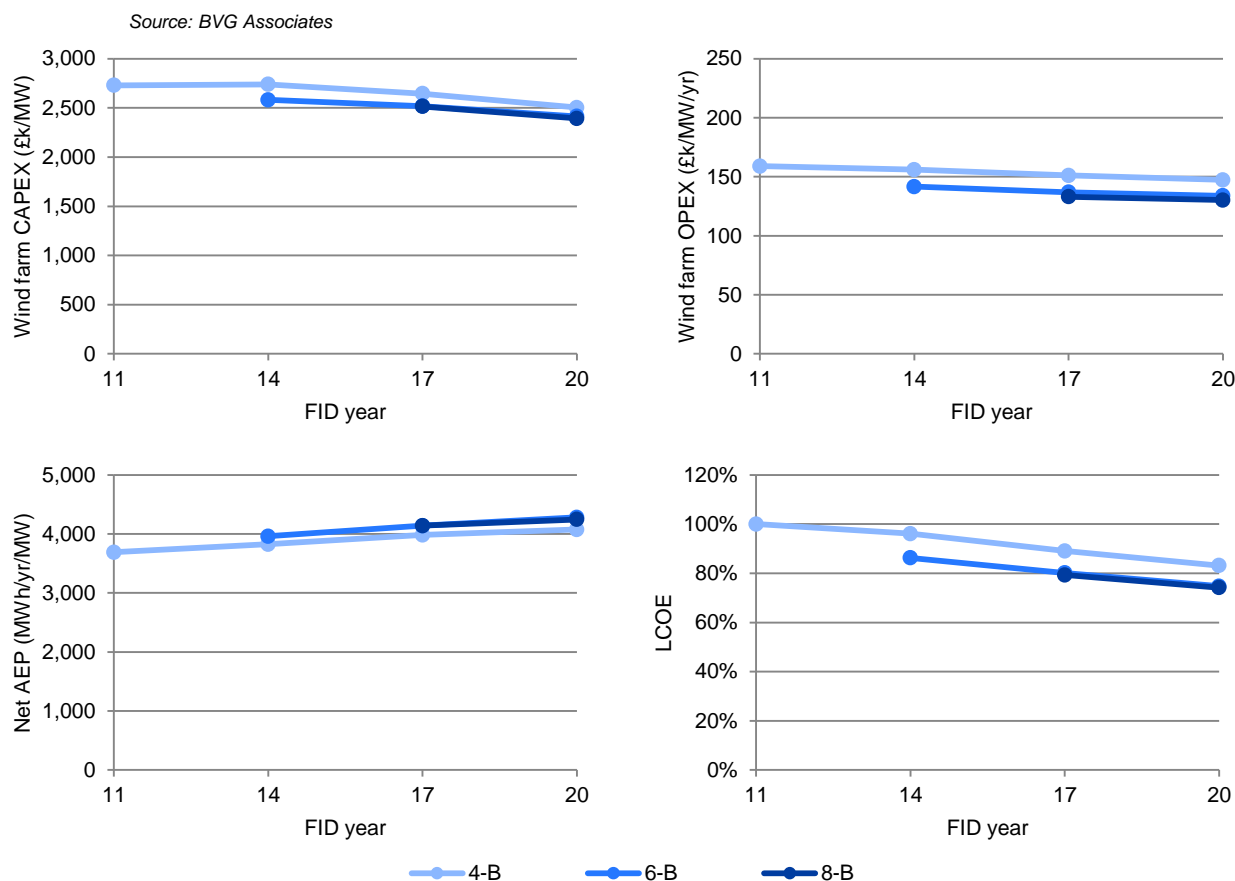 Source: BVG Associates
Wind farm CAPEX (£k/MW)
3,000
2,500
2,000
1,500
1,000
500
0
11 14 17 20
FID year
Wind farm OPEX (£k/MW/yr)
250
200
150
100
50
0
11 14 17 20
FID year
Net AEP (MWh/yr/MW)
5,000
4,000
3,000
2,000
1,000
0
11 14 17 20
FID year
LCOE
120%
100%
80%
60%
40%
20%
0%
11 14 17 20
FID year
4-B 6-B 8-B